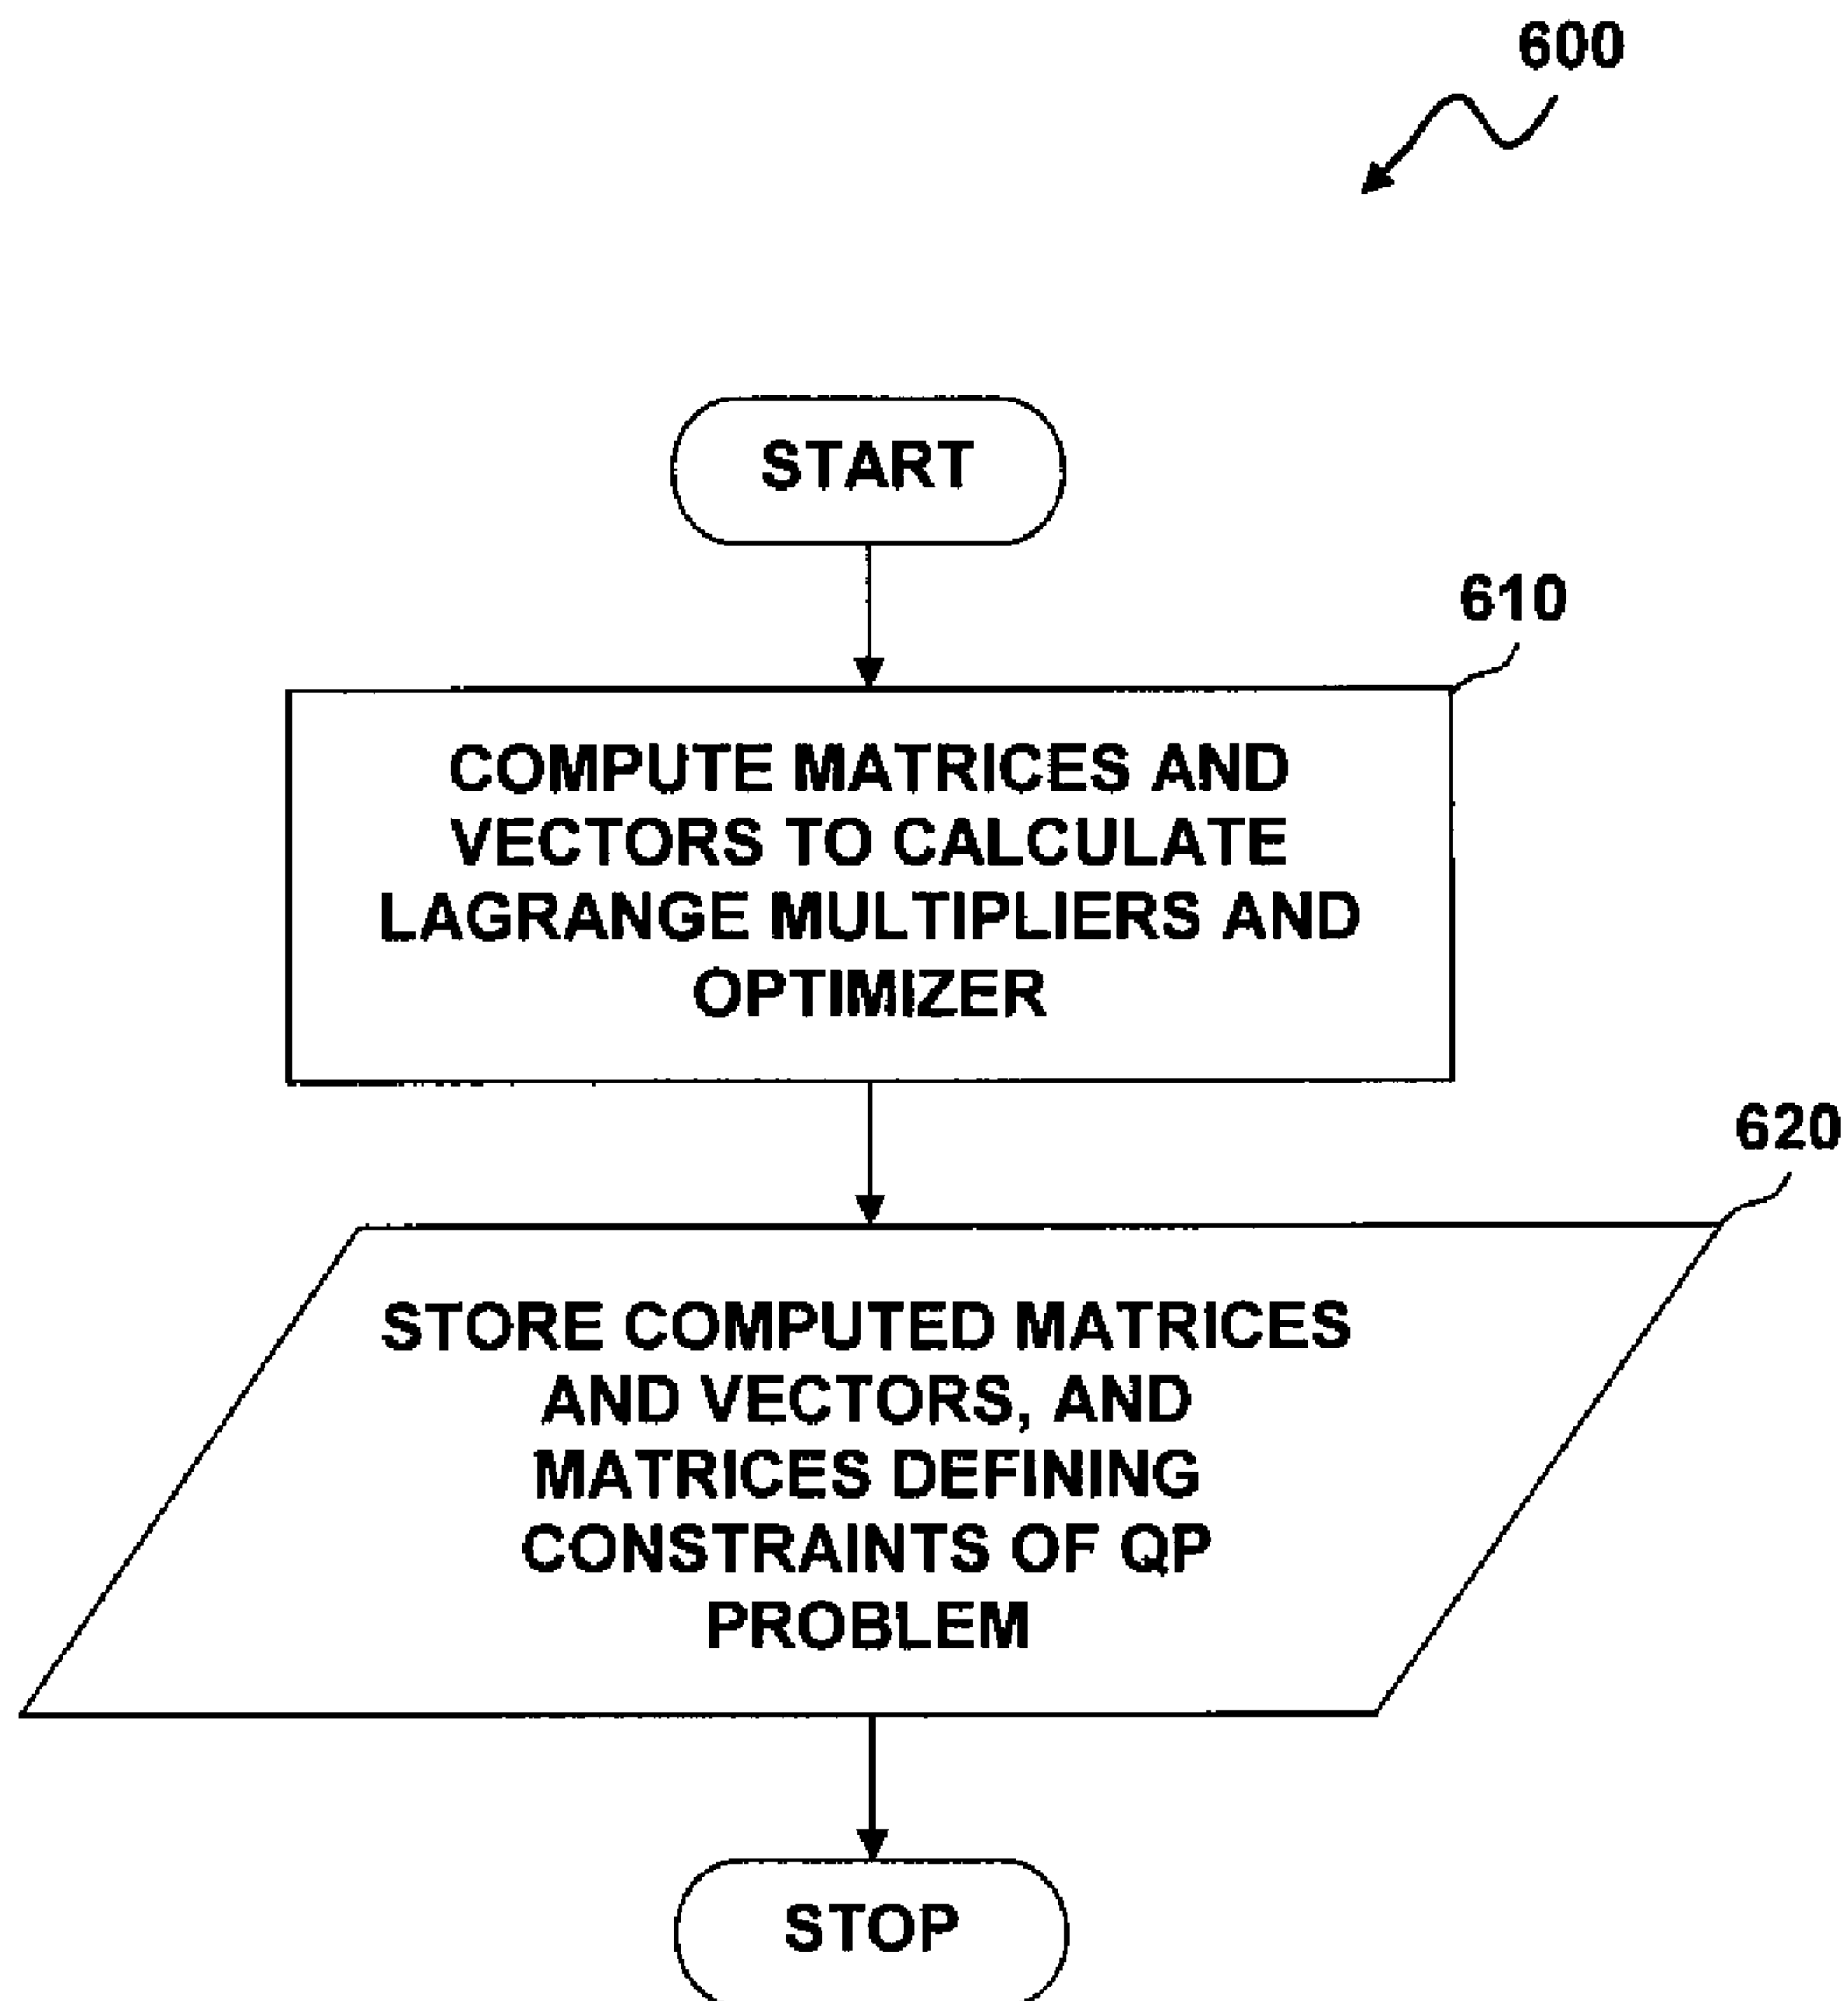 600
START
610
COMPUTE MATRICES AND
VECTORS TO CALCULATE
LAGRANGE MULTIPLIERS AND
OPTIMIZER
620
STORE COMPUTED MATRICES
AND VECTORS, AND
MATRICES DEFINING
CONSTRAINTS OF QP
PROBLEM
STOP